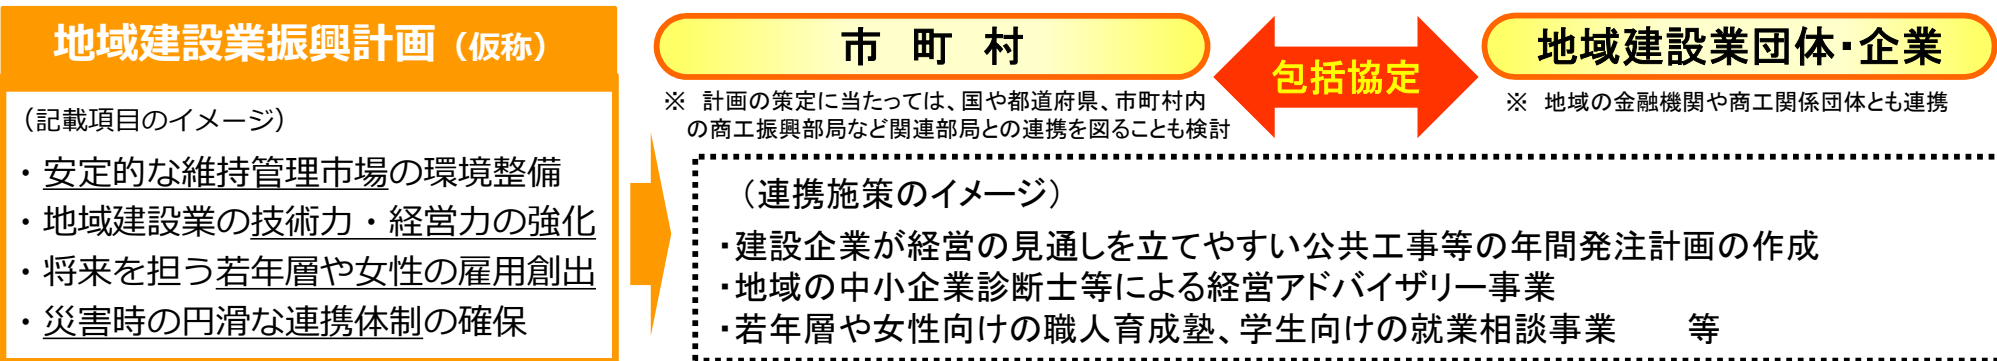 地域建設業振興計画（仮称）
（記載項目のイメージ）
・安定的な維持管理市場の環境整備
・地域建設業の技術力・経営力の強化
・将来を担う若年層や女性の雇用創出
・災害時の円滑な連携体制の確保
市　町　村
※　計画の策定に当たっては、国や都道府県、市町村内
の商工振興部局など関連部局との連携を図ることも検討
包括協定
地域建設業団体・企業
※　地域の金融機関や商工関係団体とも連携
（連携施策のイメージ）
・建設企業が経営の見通しを立てやすい公共工事等の年間発注計画の作成
・地域の中小企業診断士等による経営アドバイザリー事業
・若年層や女性向けの職人育成塾、学生向けの就業相談事業　　等